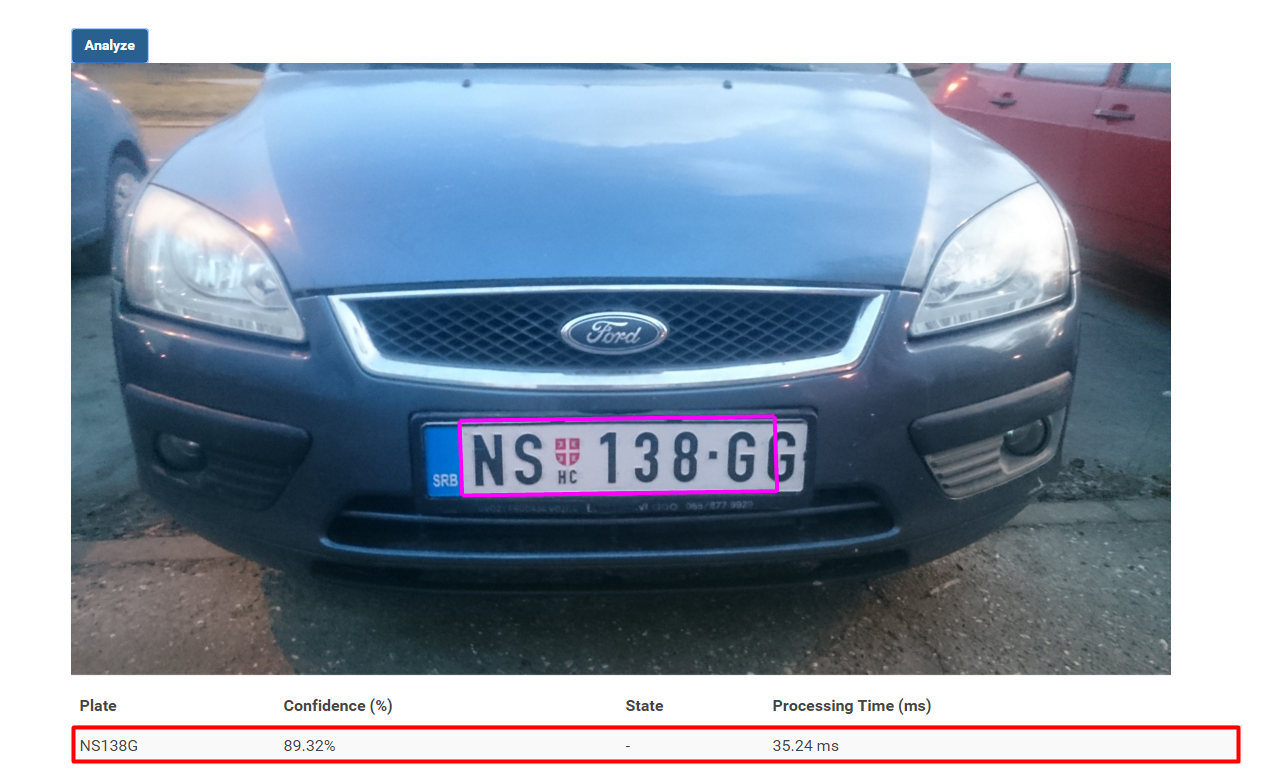 Analyze
Ford
SRB NS HC 138·GG
Plate Confidence (%) State Processing Time (ms)
NS138G 89.32% - 35.24 ms